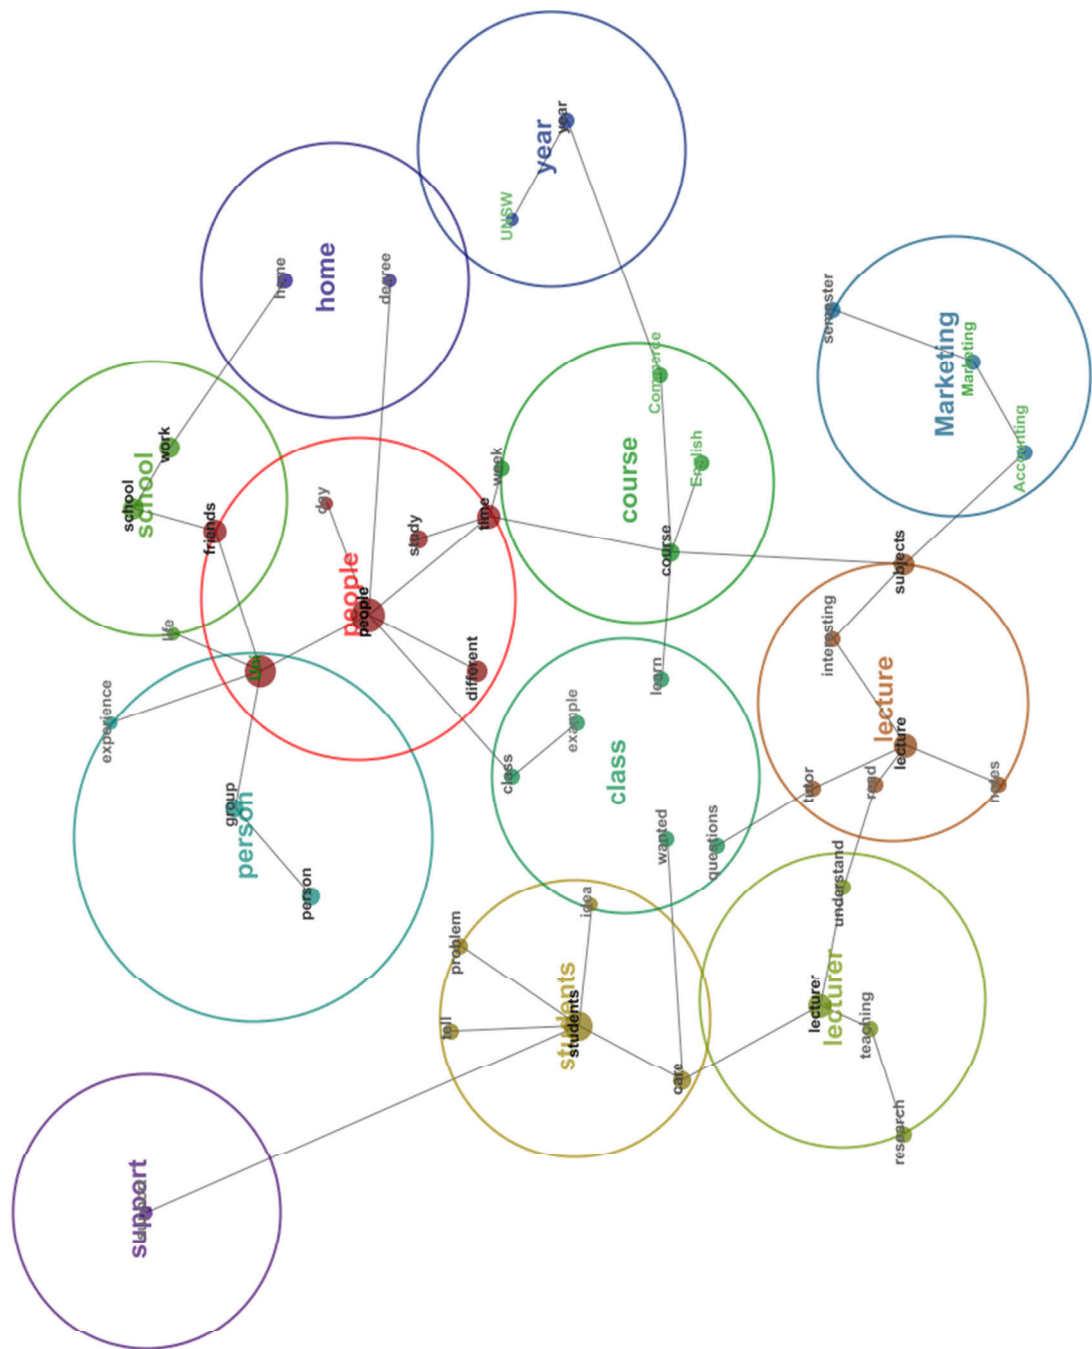 year
year
UNSW
home
home
degree
school
school
work
friends
life
people
people
day
study
time
different
week
Commerce
English
course
course
Marketing
Marketing
semester
Accounting
subjects
interesting
lecture
lecture
tutor
read
notes
class
class
learn
example
wanted
questions
experience
group
person
person
students
students
problem
idea
tell
care
understand
lecturer
lecturer
teaching
research
support